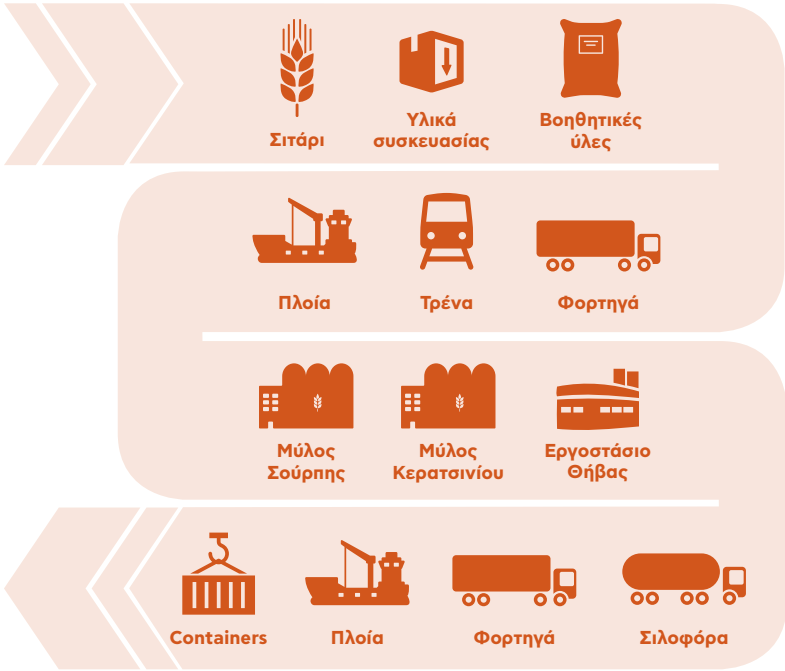 Σιτάρι
Υλικά
συσκευασίας
Βοηθητικές
ύλες
Πλοία
Τρένα
Φορτηγά
Μύλος
Σούρπης
Μύλος
Κερατσινίου
Εργοστάσιο
Θήβας
Containers
Πλοία
Φορτηγά
Σιλοφόρα